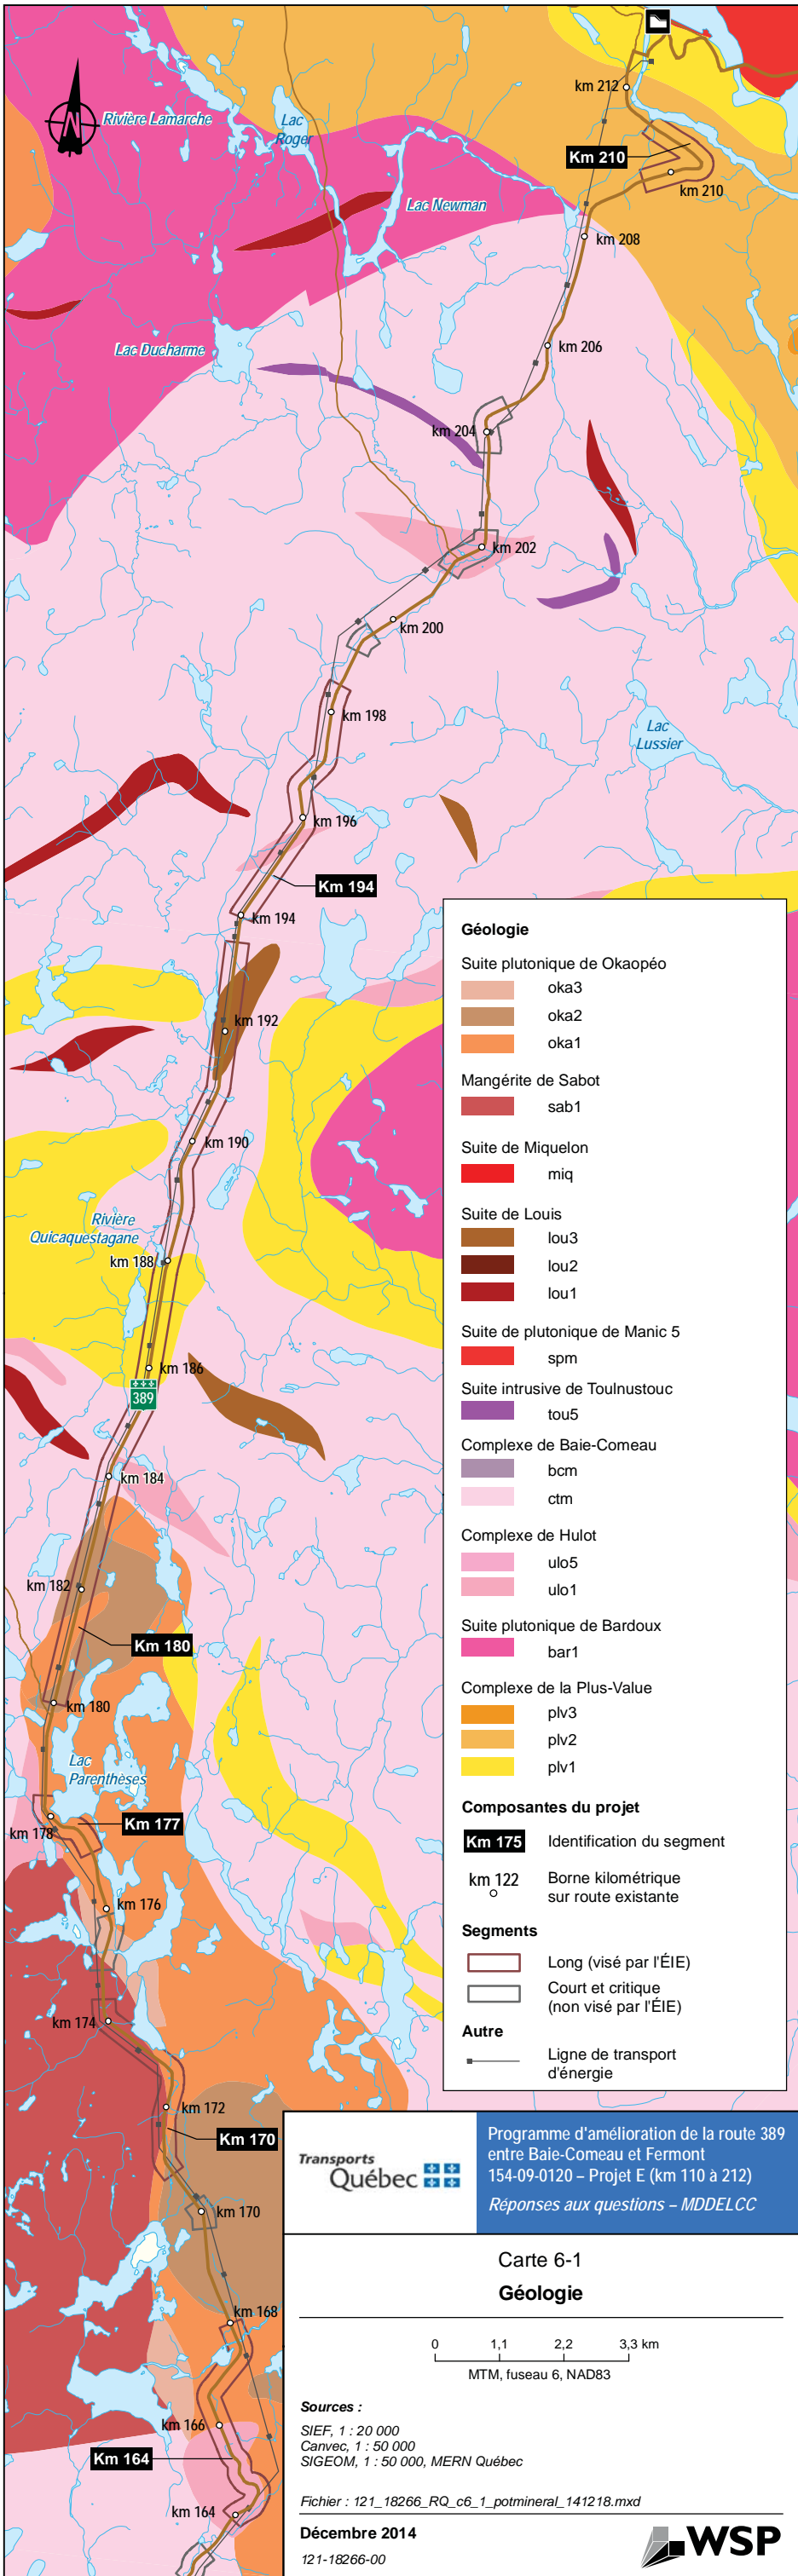 km 212
Rivière Lamarche
Lac
Roger
Km 210
km 210
Lac Newman
km 208
Lac Ducharme
km 206
km 204
km 202
km 200
km 198
Lac
Lussier
km 196
Km 194
km 194
km 192
km 190
Rivière
Quicaquestagane
km 188
km 186
389
km 184
km 182
Km 180
km 180
Lac
Parenthèses
Km 177
km 178
km 176
km 174
km 172
Km 170
km 170
km 168
km 166
Km 164
km 164
Géologie
Suite plutonique de Okaopéo
oka3
oka2
oka1
Mangérite de Sabot
sab1
Suite de Miquelon
miq
Suite de Louis
lou3
lou2
lou1
Suite de plutonique de Manic 5
spm
Suite intrusive de Toulnustouc
tou5
Complexe de Baie-Comeau
bcm
ctm
Complexe de Hulot
ulo5
ulo1
Suite plutonique de Bardoux
bar1
Complexe de la Plus-Value
plv3
plv2
plv1
Composantes du projet
Km 175 Identification du segment
km 122 Borne kilométrique
sur route existante
Segments
Long (visé par l'ÉIE)
Court et critique
(non visé par l'ÉIE)
Autre
Ligne de transport
d'énergie
Transports
Québec
Programme d'amélioration de la route 389
entre Baie-Comeau et Fermont
154-09-0120 – Projet E (km 110 à 212)
Réponses aux questions – MDDELCC
Carte 6-1
Géologie
0 1,1 2,2 3,3 km
MTM, fuseau 6, NAD83
Sources :
SIEF, 1 : 20 000
Canvec, 1 : 50 000
SIGEOM, 1 : 50 000, MERN Québec
Fichier : 121_18266_RQ_c6_1_potmineral_141218.mxd
Décembre 2014
121-18266-00
WSP
N